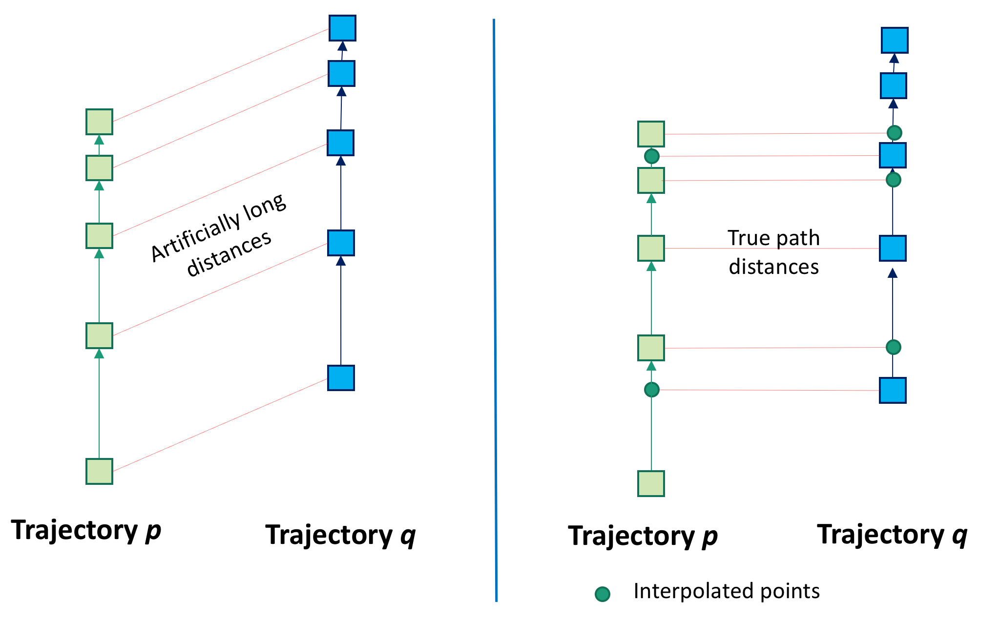 Artificially long
distances
Trajectory p
Trajectory q
True path
distances
Trajectory p
Trajectory q
Interpolated points